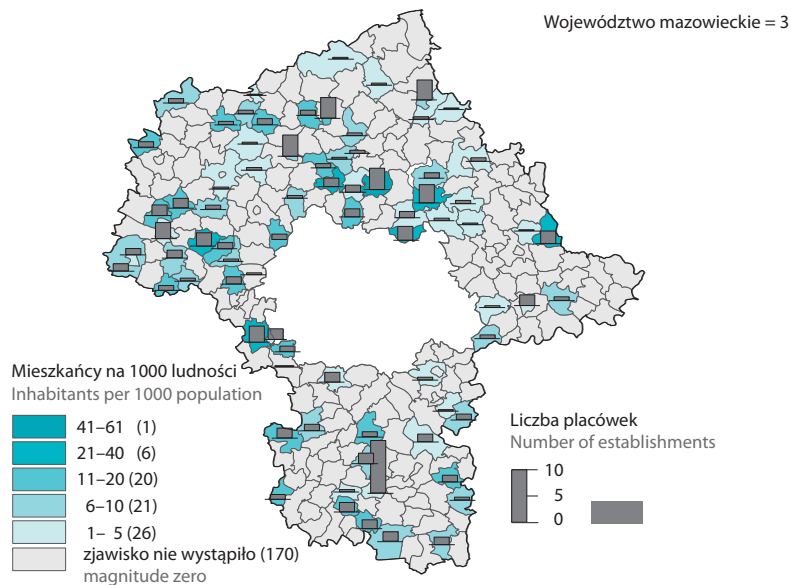 Województwo mazowieckie = 3
Mieszkańcy na 1000 ludności
Inhabitants per 1000 population
41–61 (1)
21–40 (6)
11–20 (20)
6–10 (21)
1– 5 (26)
zjawisko nie wystąpiło (170)
magnitude zero
Liczba placówek
Number of establishments
10
5
0